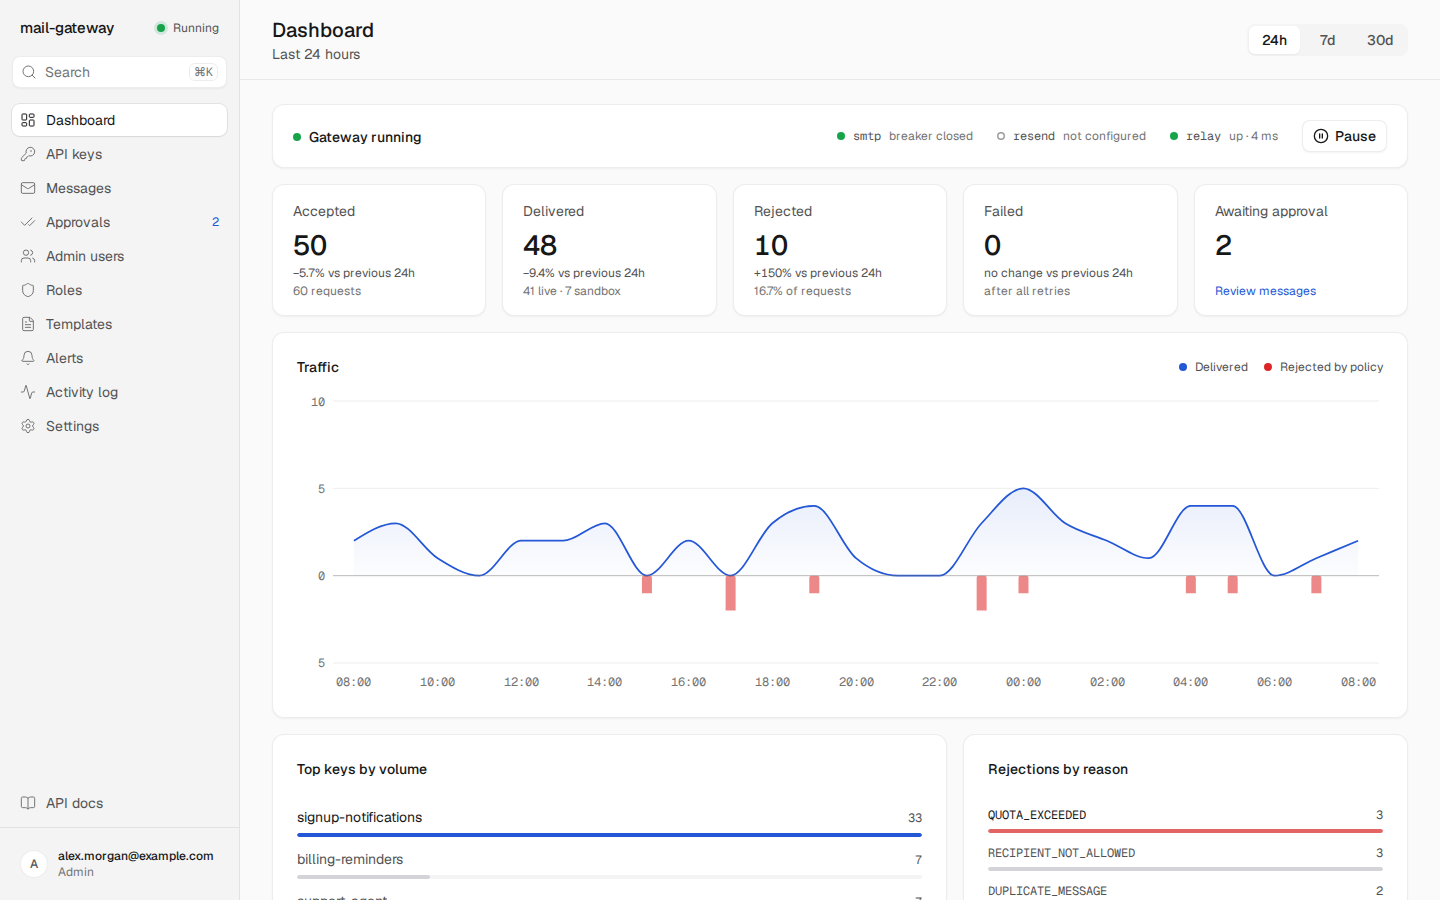 mail-gateway
Running
Search
⌘K
Dashboard
API keys
Messages
Approvals 2
Admin users
Roles
Templates
Alerts
Activity log
Settings
API docs
A
alex.morgan@example.com
Admin
Dashboard
Last 24 hours
24h 7d 30d
Gateway running
smtp breaker closed
resend not configured
relay up · 4 ms
Pause
Accepted
50
−5.7% vs previous 24h
60 requests
Delivered
48
−9.4% vs previous 24h
41 live · 7 sandbox
Rejected
10
+150% vs previous 24h
16.7% of requests
Failed
0
no change vs previous 24h
after all retries
Awaiting approval
2
Review messages
Traffic
Delivered
Rejected by policy
10
5
0
5
08:00 10:00 12:00 14:00 16:00 18:00 20:00 22:00 00:00 02:00 04:00 06:00 08:00
Top keys by volume
signup-notifications 33
billing-reminders 7
support-agent 7
Rejections by reason
QUOTA_EXCEEDED 3
RECIPIENT_NOT_ALLOWED 3
DUPLICATE_MESSAGE 2